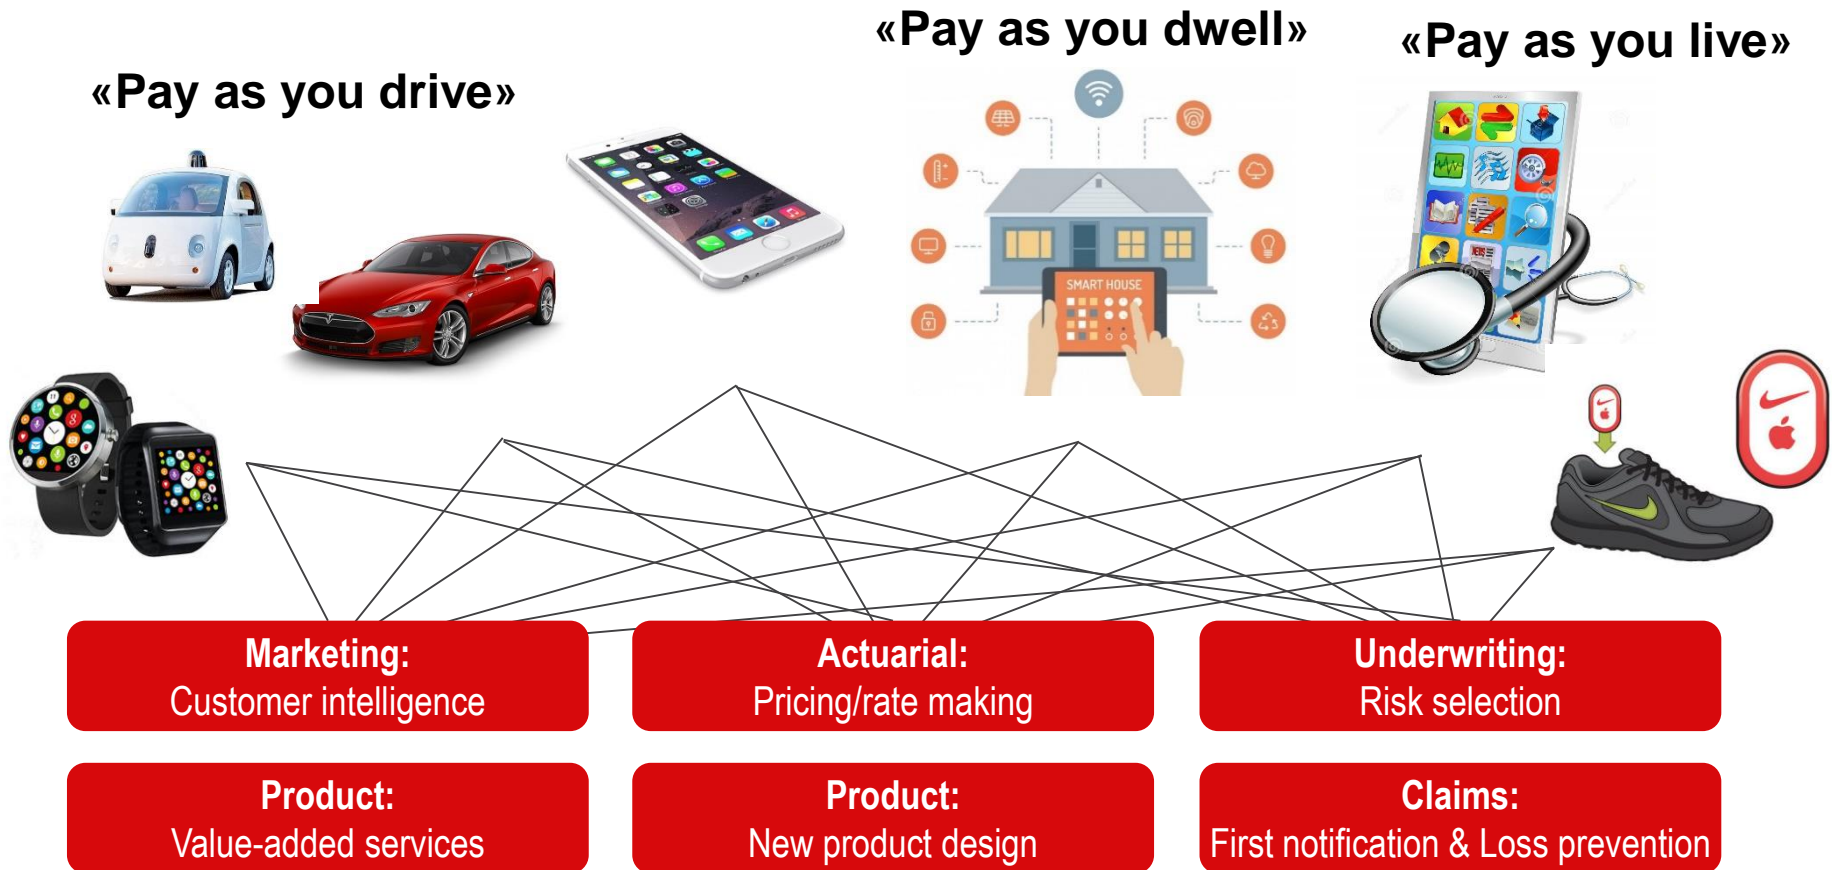 «Pay as you dwell»
«Pay as you live»
«Pay as you drive»
SMART HOUSE
Marketing:
Customer intelligence
Actuarial:
Pricing/rate making
Underwriting:
Risk selection
Product:
Value-added services
Product:
New product design
Claims:
First notification & Loss prevention